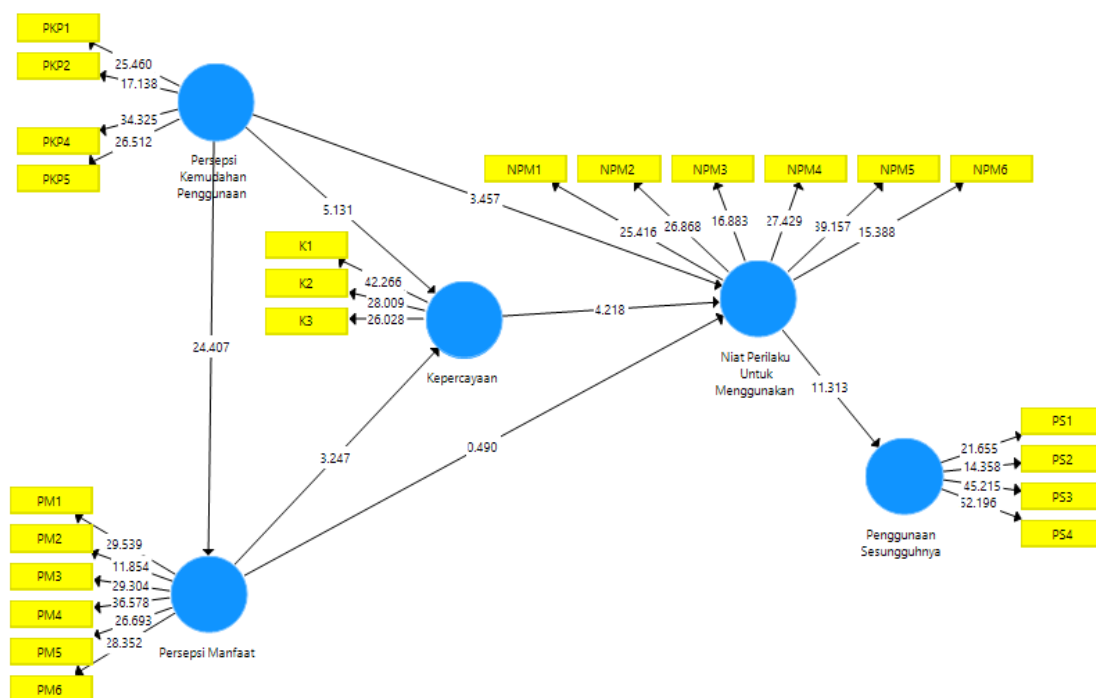 PKP1
25.460
PKP2
17.138
34.325
PKP4
26.512
PKP5
Persepsi
Kemudahan
Penggunaan
NPM1
NPM2
NPM3
NPM4
NPM5
NPM6
3.457
5.131
25.416
26.868
16.883
27.429
39.157
15.388
K1
42.266
K2
28.009
K3
26.028
4.218
Kepercayaan
Niat Perilaku
Untuk
Menggunakan
24.407
11.313
3.247
0.490
PS1
21.655
PS2
14.358
45.215
PS3
52.196
PS4
Penggunaan
Sesungguhnya
PM1
29.539
PM2
11.854
PM3
29.304
36.578
PM4
26.693
PM5
28.352
PM6
Persepsi Manfaat